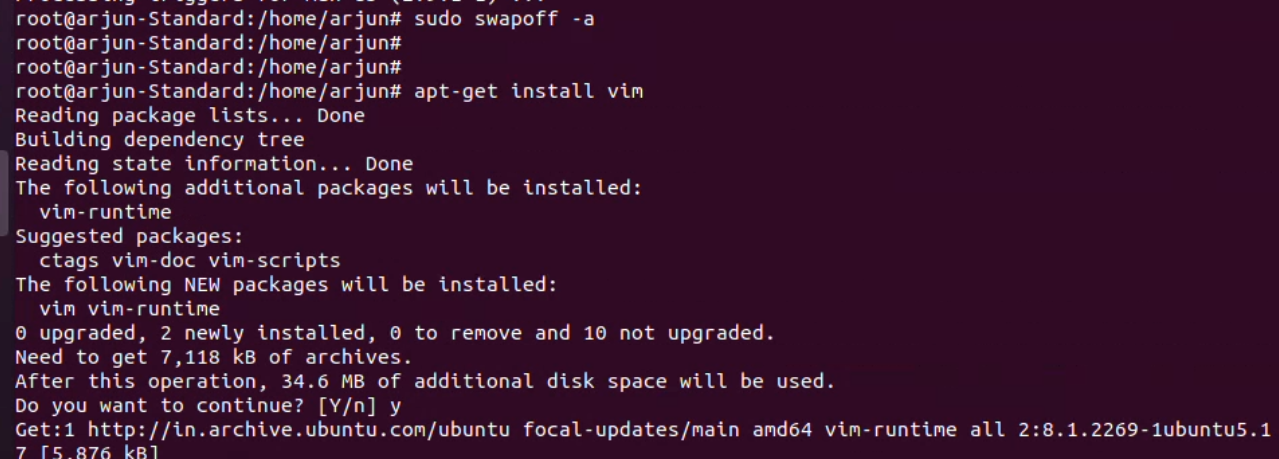 root@arjun-Standard:/home/arjun# sudo swapoff -a
root@arjun-Standard:/home/arjun#
root@arjun-Standard:/home/arjun#
root@arjun-Standard:/home/arjun# apt-get install vim
Reading package lists... Done
Building dependency tree
Reading state information... Done
The following additional packages will be installed:
  vim-runtime
Suggested packages:
  ctags vim-doc vim-scripts
The following NEW packages will be installed:
  vim vim-runtime
0 upgraded, 2 newly installed, 0 to remove and 10 not upgraded.
Need to get 7,118 kB of archives.
After this operation, 34.6 MB of additional disk space will be used.
Do you want to continue? [Y/n] y
Get:1 http://in.archive.ubuntu.com/ubuntu focal-updates/main amd64 vim-runtime all 2:8.1.2269-1ubuntu5.1
7 [5,876 kB]